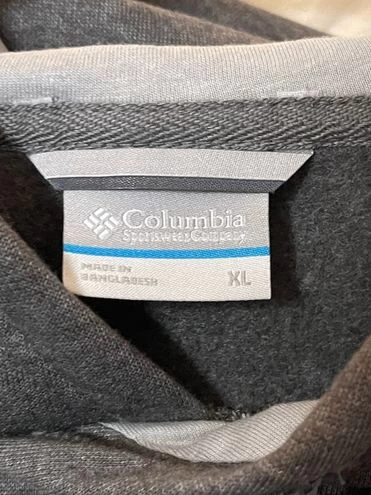 Columbia
Sportswear Company
MADE IN
BANGLADESH
XL